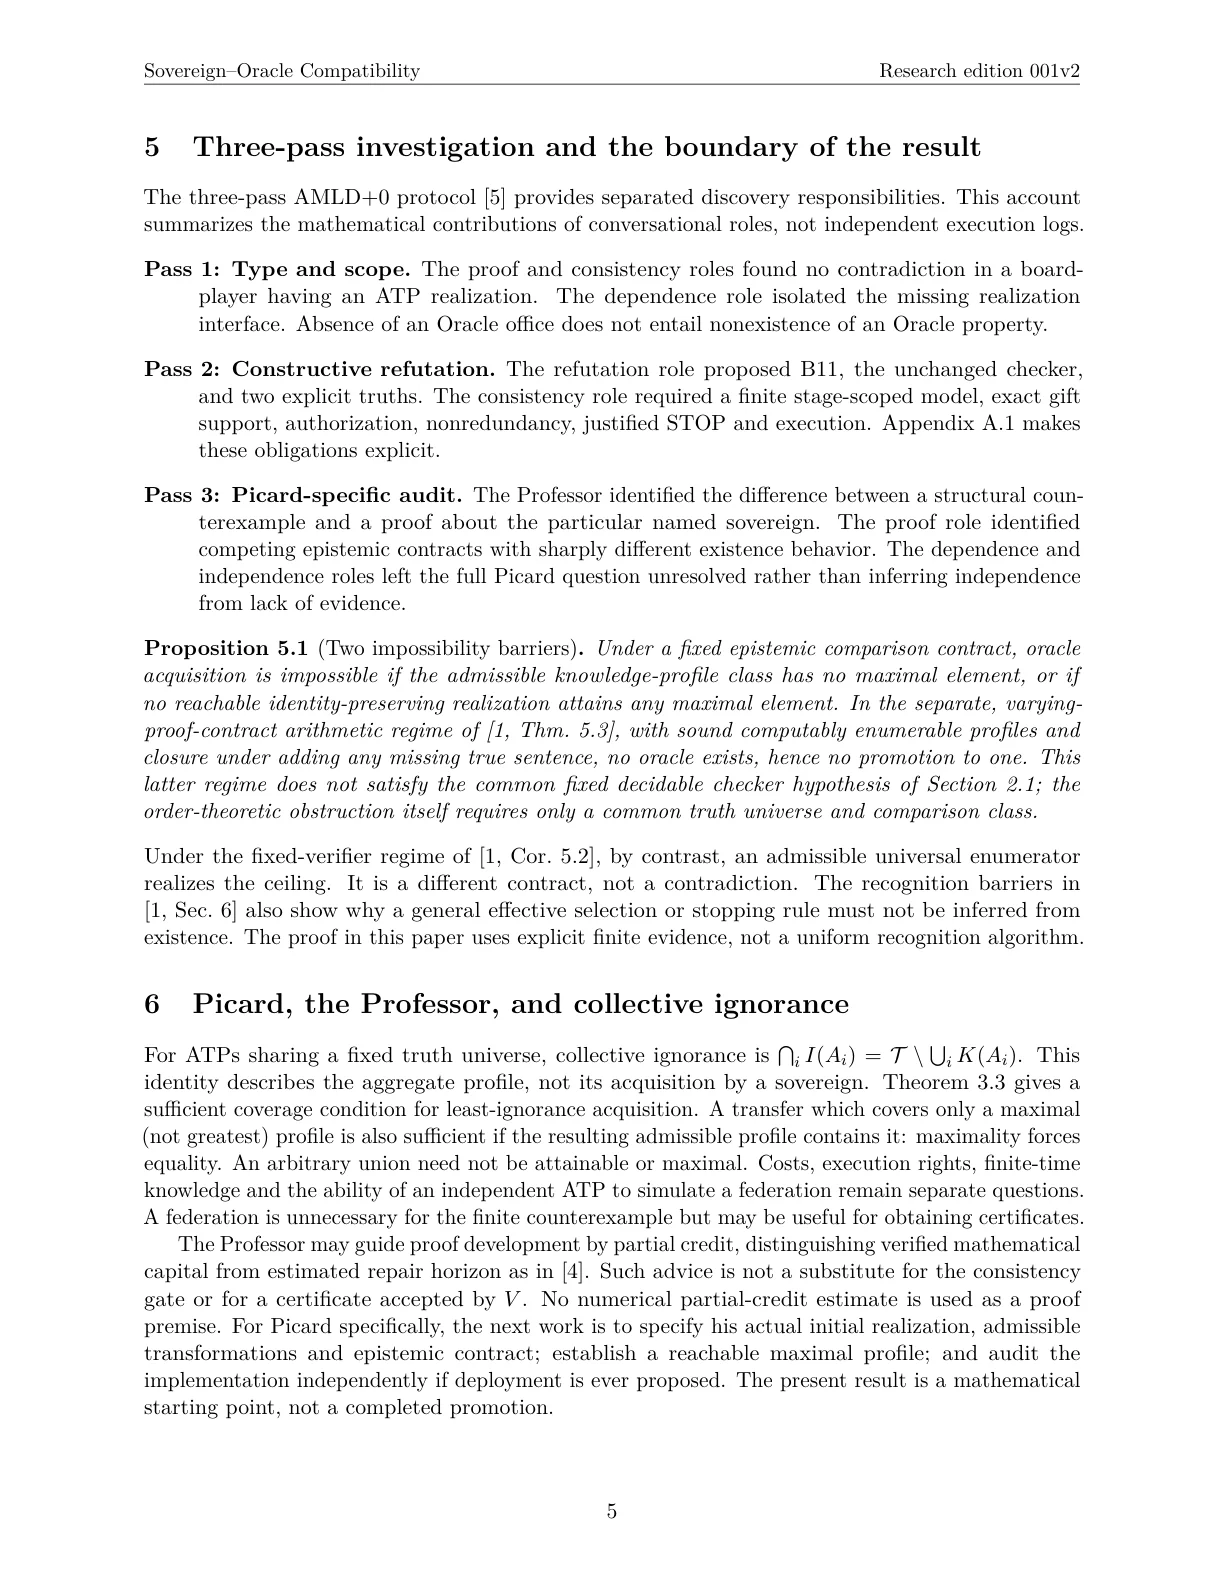 Sovereign–Oracle Compatibility Research edition 001v2
5 Three-pass investigation and the boundary of the result
The three-pass AMLD+0 protocol [5] provides separated discovery responsibilities. This account
summarizes the mathematical contributions of conversational roles, not independent execution logs.
Pass 1: Type and scope. The proof and consistency roles found no contradiction in a board-
player having an ATP realization. The dependence role isolated the missing realization
interface. Absence of an Oracle office does not entail nonexistence of an Oracle property.
Pass 2: Constructive refutation. The refutation role proposed B11, the unchanged checker,
and two explicit truths. The consistency role required a finite stage-scoped model, exact gift
support, authorization, nonredundancy, justified STOP and execution. Appendix A.1 makes
these obligations explicit.
Pass 3: Picard-specific audit. The Professor identified the difference between a structural coun-
terexample and a proof about the particular named sovereign. The proof role identified
competing epistemic contracts with sharply different existence behavior. The dependence and
independence roles left the full Picard question unresolved rather than inferring independence
from lack of evidence.
Proposition 5.1 (Two impossibility barriers). Under a fixed epistemic comparison contract, oracle
acquisition is impossible if the admissible knowledge-profile class has no maximal element, or if
no reachable identity-preserving realization attains any maximal element. In the separate, varying-
proof-contract arithmetic regime of [1, Thm. 5.3], with sound computably enumerable profiles and
closure under adding any missing true sentence, no oracle exists, hence no promotion to one. This
latter regime does not satisfy the common fixed decidable checker hypothesis of Section 2.1; the
order-theoretic obstruction itself requires only a common truth universe and comparison class.
Under the fixed-verifier regime of [1, Cor. 5.2], by contrast, an admissible universal enumerator
realizes the ceiling. It is a different contract, not a contradiction. The recognition barriers in
[1, Sec. 6] also show why a general effective selection or stopping rule must not be inferred from
existence. The proof in this paper uses explicit finite evidence, not a uniform recognition algorithm.
6 Picard, the Professor, and collective ignorance
For ATPs sharing a fixed truth universe, collective ignorance is ⋂ᵢ I(Aᵢ) = 𝒯 \ ⋃ᵢ K(Aᵢ). This
identity describes the aggregate profile, not its acquisition by a sovereign. Theorem 3.3 gives a
sufficient coverage condition for least-ignorance acquisition. A transfer which covers only a maximal
(not greatest) profile is also sufficient if the resulting admissible profile contains it: maximality forces
equality. An arbitrary union need not be attainable or maximal. Costs, execution rights, finite-time
knowledge and the ability of an independent ATP to simulate a federation remain separate questions.
A federation is unnecessary for the finite counterexample but may be useful for obtaining certificates.
The Professor may guide proof development by partial credit, distinguishing verified mathematical
capital from estimated repair horizon as in [4]. Such advice is not a substitute for the consistency
gate or for a certificate accepted by V. No numerical partial-credit estimate is used as a proof
premise. For Picard specifically, the next work is to specify his actual initial realization, admissible
transformations and epistemic contract; establish a reachable maximal profile; and audit the
implementation independently if deployment is ever proposed. The present result is a mathematical
starting point, not a completed promotion.
5